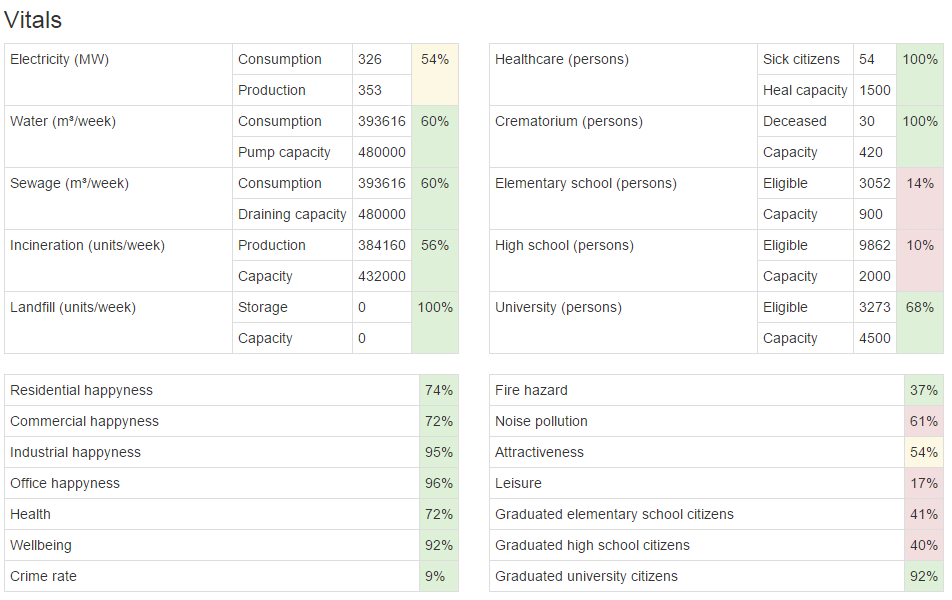 Vitals
Electricity (MW) Consumption 326 54%
Production 353
Water (m³/week) Consumption 393616 60%
Pump capacity 480000
Sewage (m³/week) Consumption 393616 60%
Draining capacity 480000
Incineration (units/week) Production 384160 56%
Capacity 432000
Landfill (units/week) Storage 0 100%
Capacity 0
Healthcare (persons) Sick citizens 54 100%
Heal capacity 1500
Crematorium (persons) Deceased 30 100%
Capacity 420
Elementary school (persons) Eligible 3052 14%
Capacity 900
High school (persons) Eligible 9862 10%
Capacity 2000
University (persons) Eligible 3273 68%
Capacity 4500
Residential happyness 74%
Commercial happyness 72%
Industrial happyness 95%
Office happyness 96%
Health 72%
Wellbeing 92%
Crime rate 9%
Fire hazard 37%
Noise pollution 61%
Attractiveness 54%
Leisure 17%
Graduated elementary school citizens 41%
Graduated high school citizens 40%
Graduated university citizens 92%